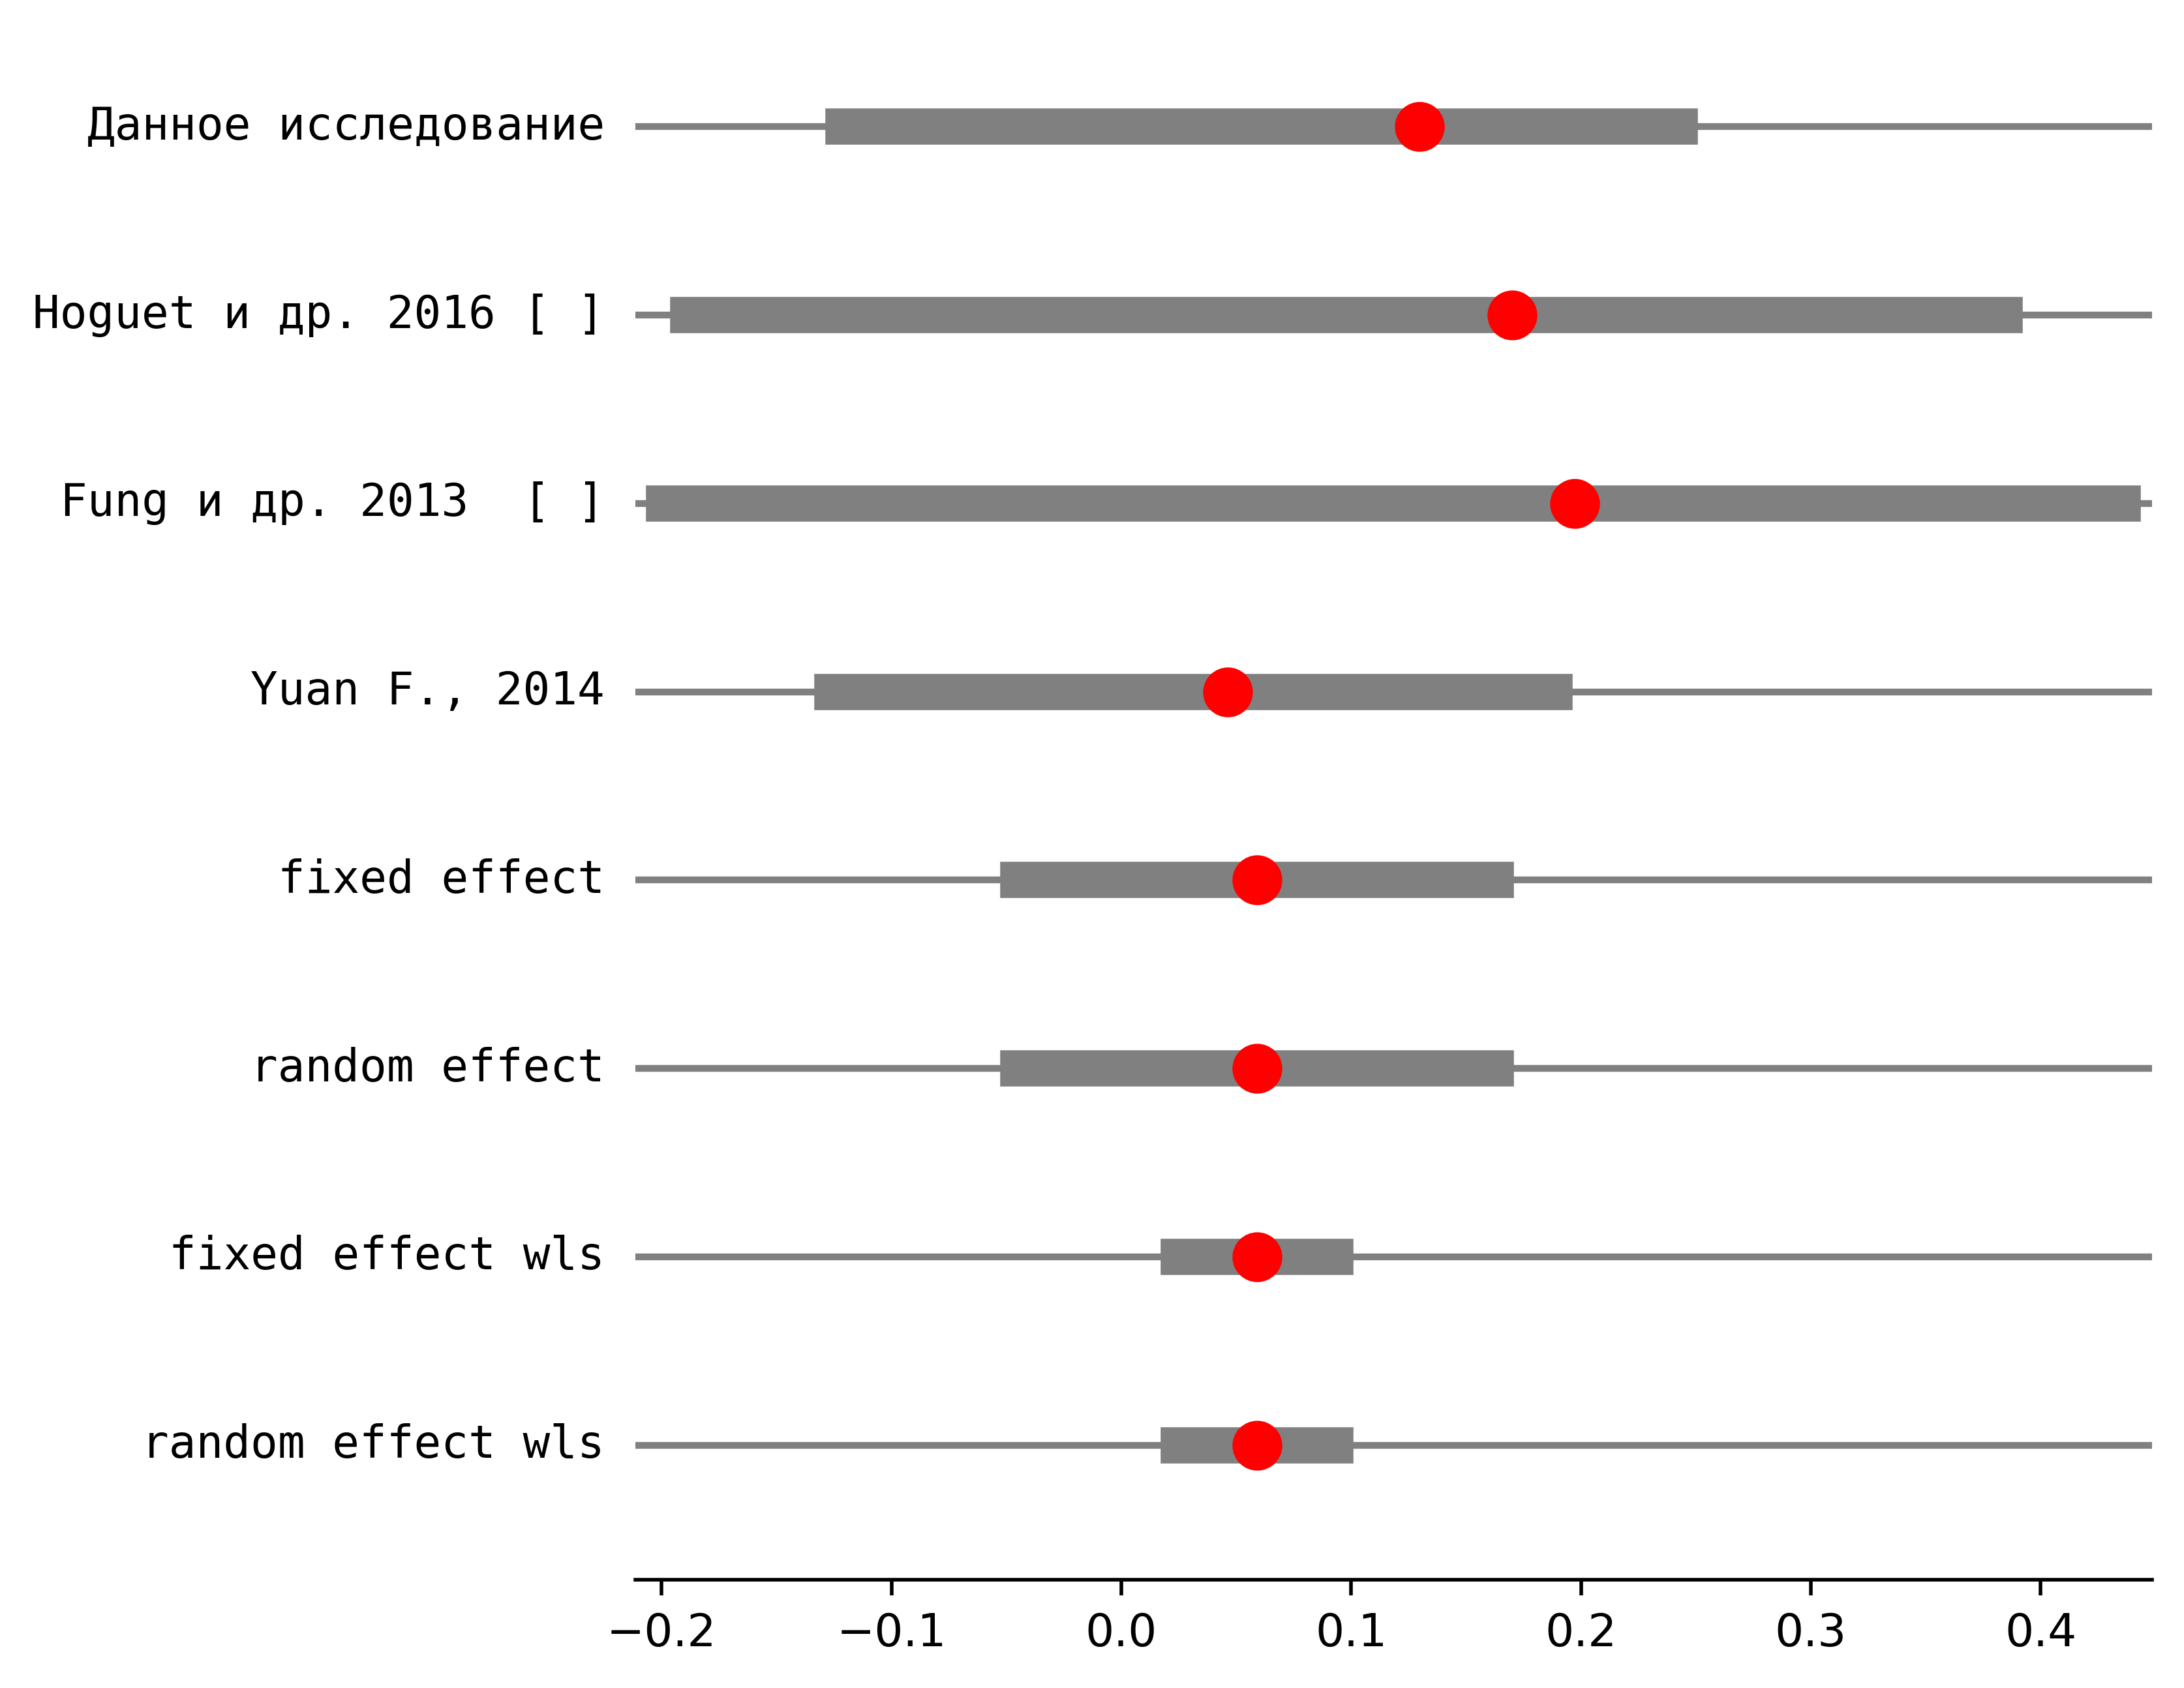 Данное исследование
Hoguet и др. 2016 [ ]
Fung и др. 2013  [ ]
Yuan F., 2014
fixed effect
random effect
fixed effect wls
random effect wls
−0.2 −0.1 0.0 0.1 0.2 0.3 0.4